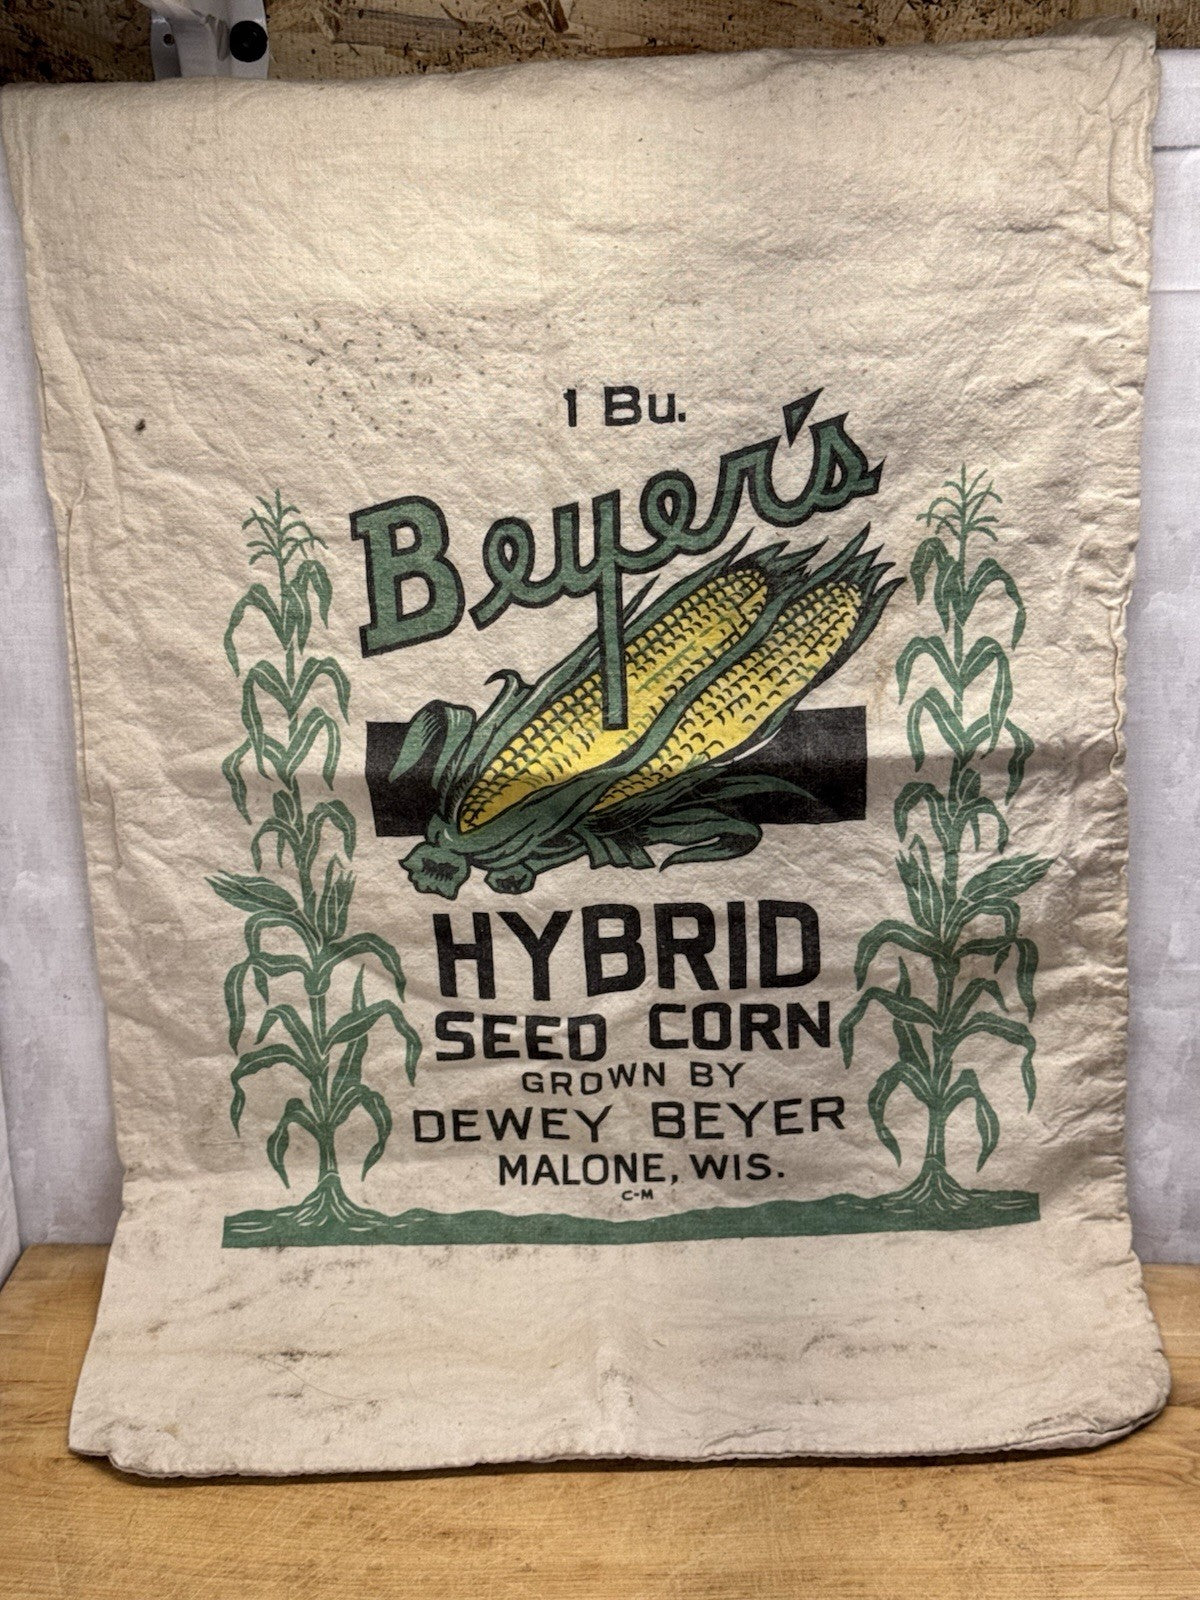 1 Bu.
Beyer's
HYBRID
SEED CORN
GROWN BY
DEWEY BEYER
MALONE, WIS.
C-M